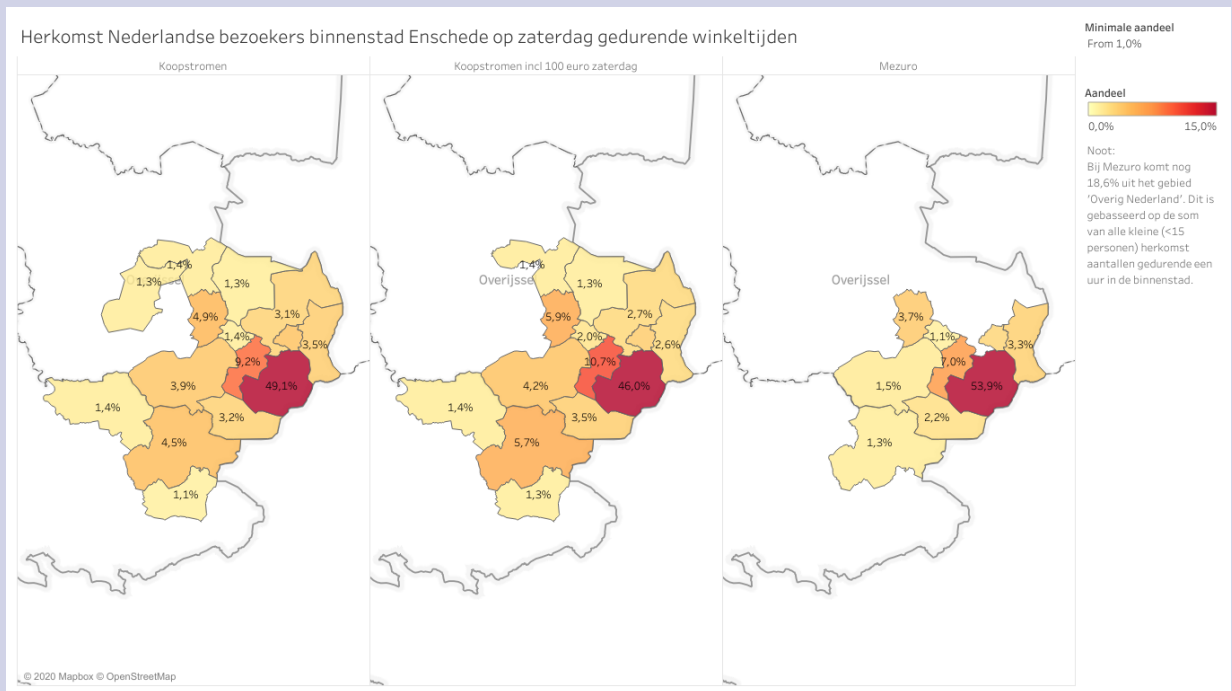 Herkomst Nederlandse bezoekers binnenstad Enschede op zaterdag gedurende winkeltijden
Koopstromen
Koopstromen incl 100 euro zaterdag
Mezuro
1,4%
1,3%
1,3%
4,9%
3,1%
1,4%
3,5%
9,2%
49,1%
3,9%
1,4%
3,2%
4,5%
1,1%
© 2020 Mapbox © OpenStreetMap
1,4%
Overijssel
1,3%
5,9%
2,7%
2,0%
2,6%
10,7%
46,0%
4,2%
1,4%
3,5%
5,7%
1,3%
Overijssel
3,7%
1,1%
3,3%
7,0%
53,9%
1,5%
2,2%
1,3%
Minimale aandeel
From 1,0%
Aandeel
0,0% 15,0%
Noot:
Bij Mezuro komt nog
18,6% uit het gebied
'Overig Nederland'. Dit is
gebasseerd op de som
van alle kleine (<15
personen) herkomst
aantallen gedurende een
uur in de binnenstad.